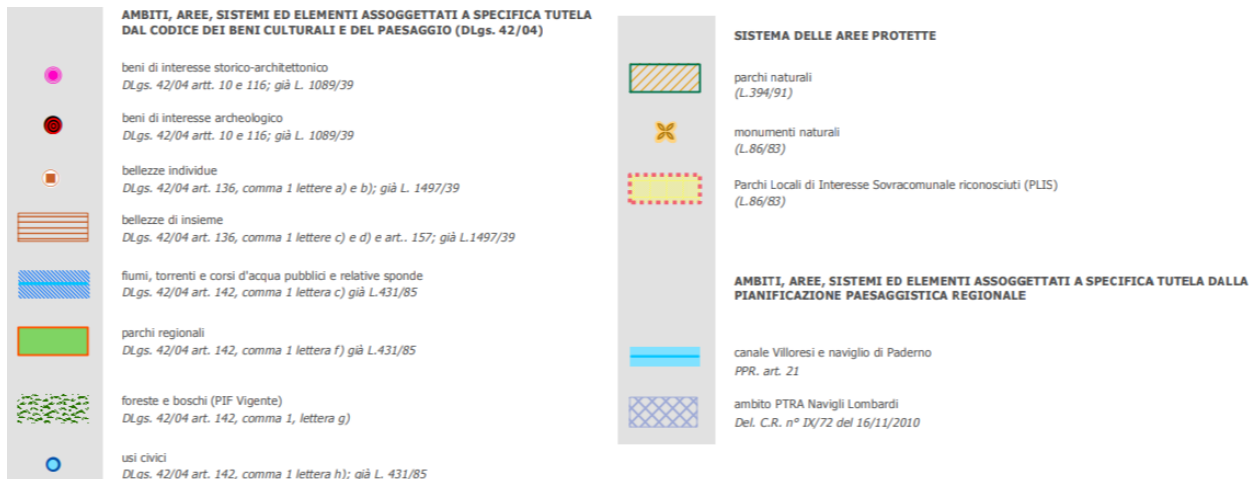 AMBITI, AREE, SISTEMI ED ELEMENTI ASSOGGETTATI A SPECIFICA TUTELA
DAL CODICE DEI BENI CULTURALI E DEL PAESAGGIO (DLgs. 42/04)
beni di interesse storico-architettonico
DLgs. 42/04 artt. 10 e 116; già L. 1089/39
beni di interesse archeologico
DLgs. 42/04 artt. 10 e 116; già L. 1089/39
bellezze individue
DLgs. 42/04 art. 136, comma 1 lettere a) e b); già L. 1497/39
bellezze di insieme
DLgs. 42/04 art. 136, comma 1 lettere c) e d) e art.. 157; già L.1497/39
fiumi, torrenti e corsi d'acqua pubblici e relative sponde
DLgs. 42/04 art. 142, comma 1 lettere c) già L.431/85
parchi regionali
DLgs. 42/04 art. 142, comma 1 lettera f) già L.431/85
foreste e boschi (PIF Vigente)
DLgs. 42/04 art. 142, comma 1, lettera g)
usi civici
DLgs. 42/04 art. 142, comma 1 lettera h); già L. 431/85
SISTEMA DELLE AREE PROTETTE
parchi naturali
(L.394/91)
monumenti naturali
(L.86/83)
Parchi Locali di Interesse Sovracomunale riconosciuti (PLIS)
(L.86/83)
AMBITI, AREE, SISTEMI ED ELEMENTI ASSOGGETTATI A SPECIFICA TUTELA DALLA
PIANIFICAZIONE PAESAGGISTICA REGIONALE
canale Villoresi e naviglio di Paderno
PPR. art. 21
ambito PTRA Navigli Lombardi
Del. C.R. n° IX/72 del 16/11/2010